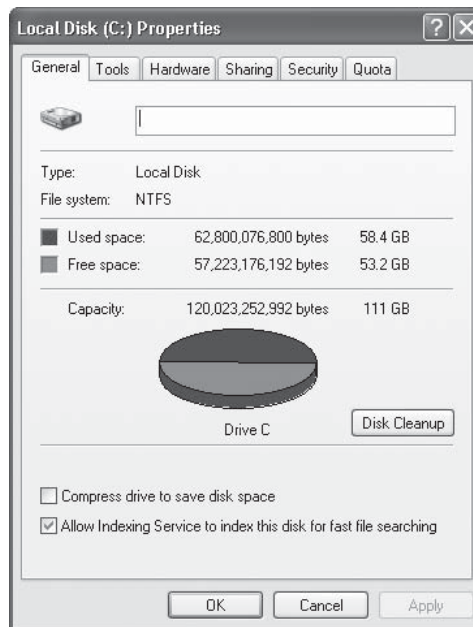 Local Disk (C:) Properties
General Tools Hardware Sharing Security Quota
Type: Local Disk
File system: NTFS
Used space: 62,800,076,800 bytes 58.4 GB
Free space: 57,223,176,192 bytes 53.2 GB
Capacity: 120,023,252,992 bytes 111 GB
Drive C
Disk Cleanup
Compress drive to save disk space
Allow Indexing Service to index this disk for fast file searching
OK Cancel Apply